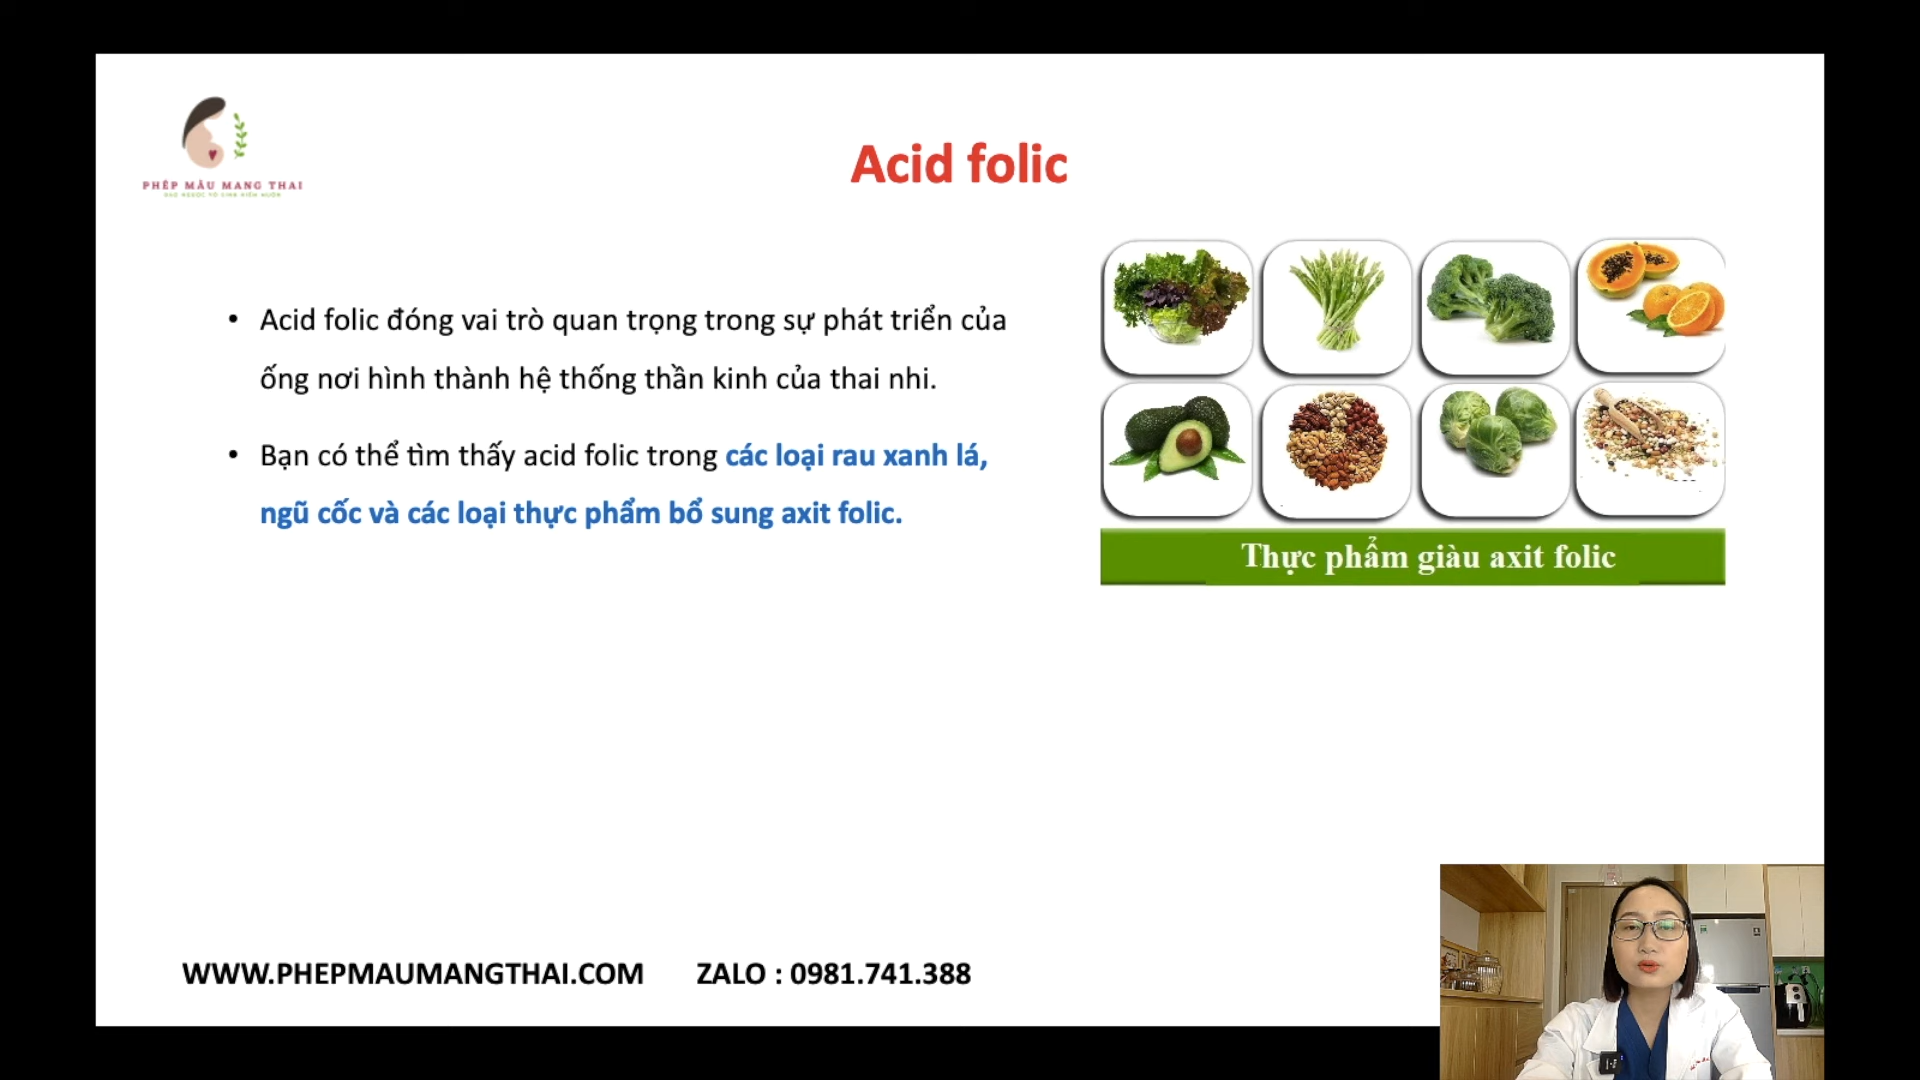 PHÉP MÀU MANG THAI
Acid folic
• Acid folic đóng vai trò quan trọng trong sự phát triển của
ống nơi hình thành hệ thống thần kinh của thai nhi.
• Bạn có thể tìm thấy acid folic trong các loại rau xanh lá,
ngũ cốc và các loại thực phẩm bổ sung axit folic.
Thực phẩm giàu axit folic
WWW.PHEPMAUMANGTHAI.COM ZALO : 0981.741.388